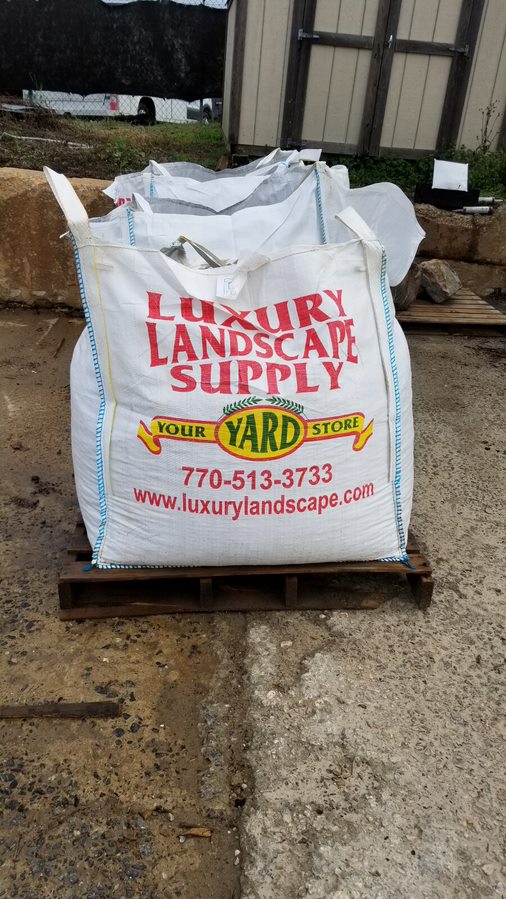 LUXURY
LANDSCAPE
SUPPLY
YOUR YARD STORE
770-513-3733
www.luxurylandscape.com